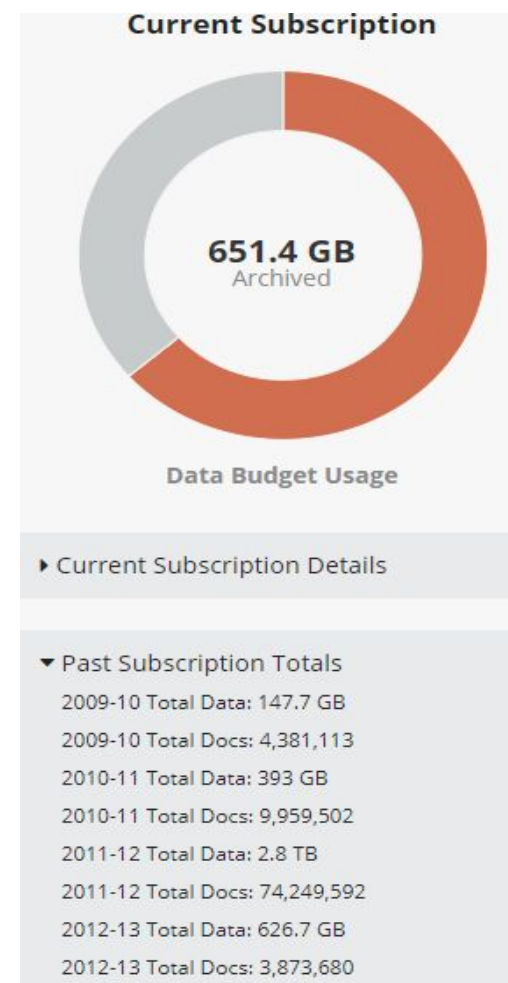 Current Subscription
651.4 GB
Archived
Data Budget Usage
Current Subscription Details
Past Subscription Totals
2009-10 Total Data: 147.7 GB
2009-10 Total Docs: 4,381,113
2010-11 Total Data: 393 GB
2010-11 Total Docs: 9,959,502
2011-12 Total Data: 2.8 TB
2011-12 Total Docs: 74,249,592
2012-13 Total Data: 626.7 GB
2012-13 Total Docs: 3,873,680